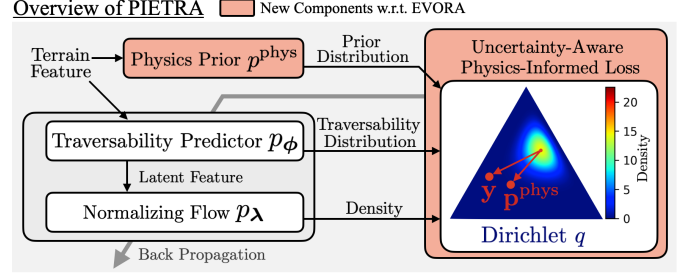 Overview of PIETRA
New Components w.r.t. EVORA
Terrain
Feature
Physics Prior p^phys
Prior
Distribution
Uncertainty-Aware
Physics-Informed Loss
Traversability Predictor p_ϕ
Traversability
Distribution
Latent Feature
Normalizing Flow p_λ
Density
Back Propagation
y
p^phys
Dirichlet q
20
15
10
5
0
Density